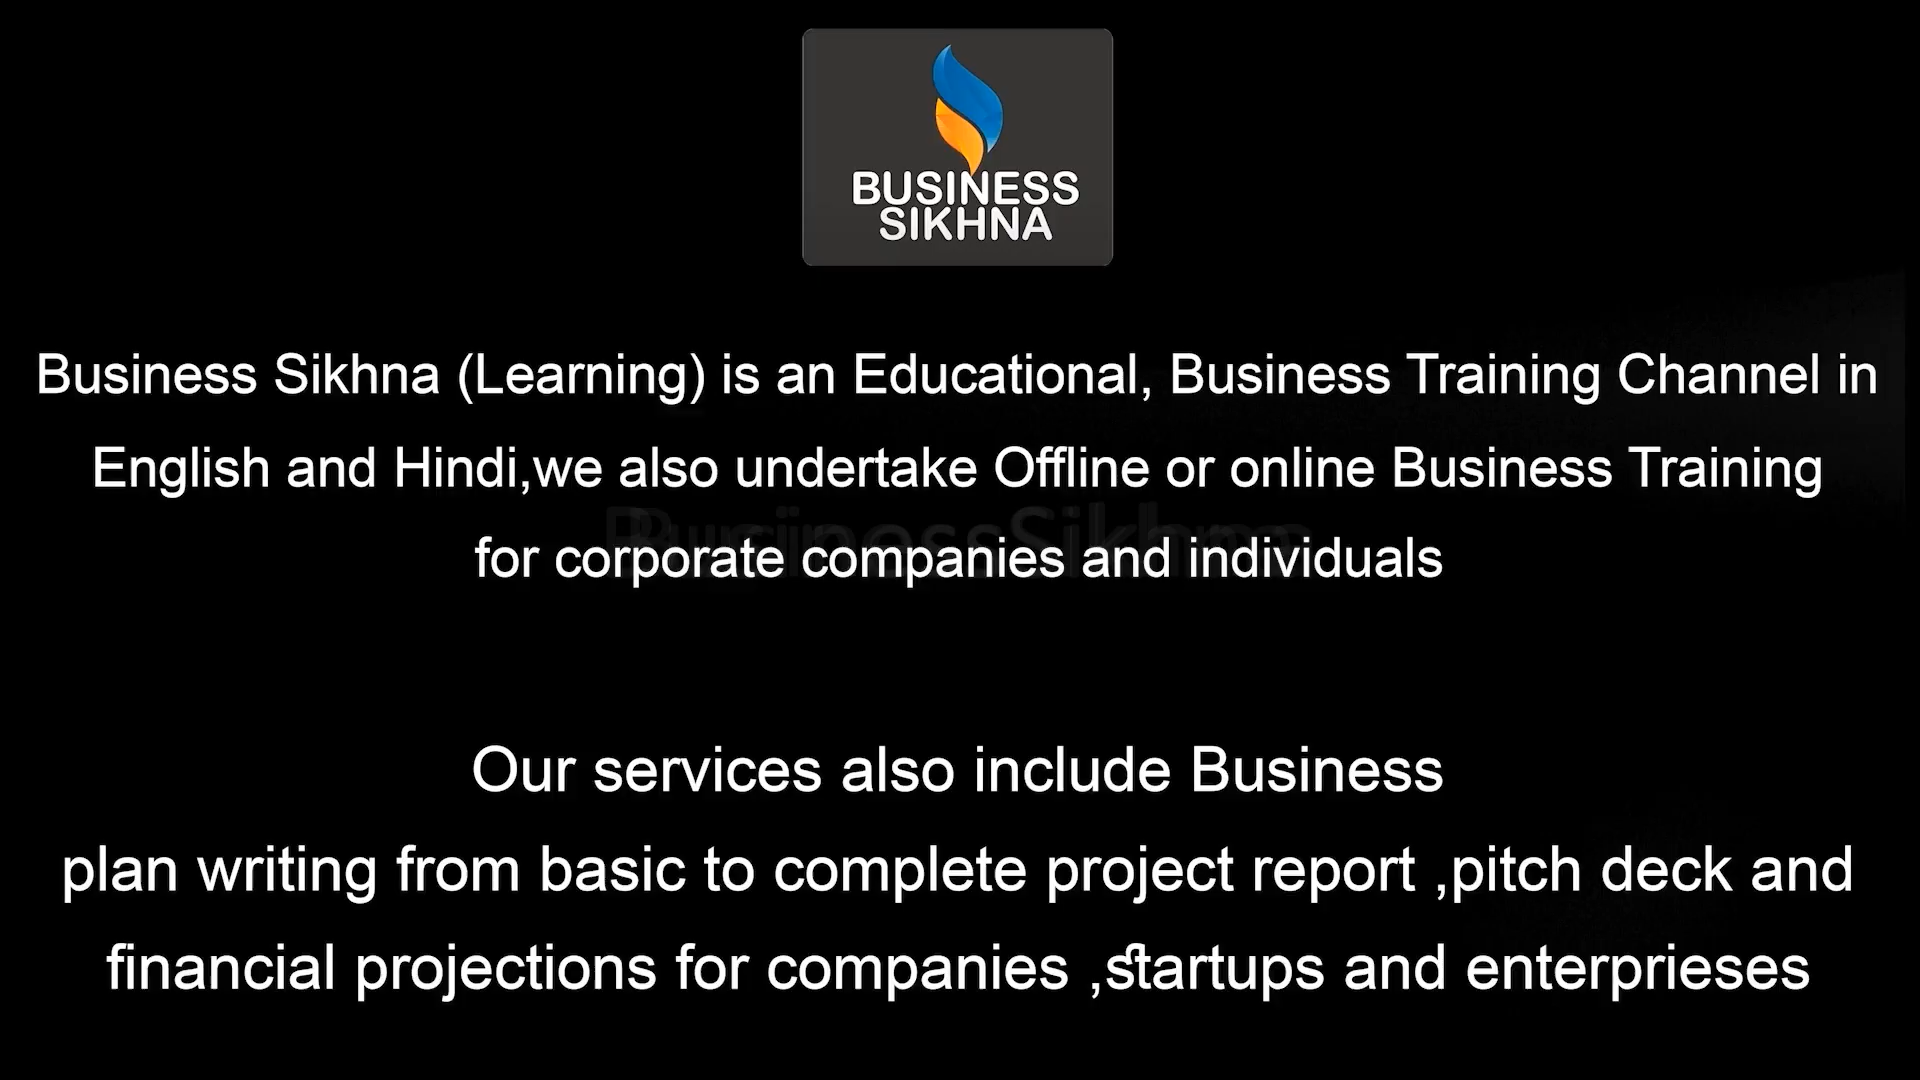 BUSINESS
SIKHNA
Business Sikhna (Learning) is an Educational, Business Training Channel in
English and Hindi,we also undertake Offline or online Business Training
BusinessSikhna
for corporate companies and individuals
Our services also include Business
plan writing from basic to complete project report ,pitch deck and
financial projections for companies ,startups and enterprieses